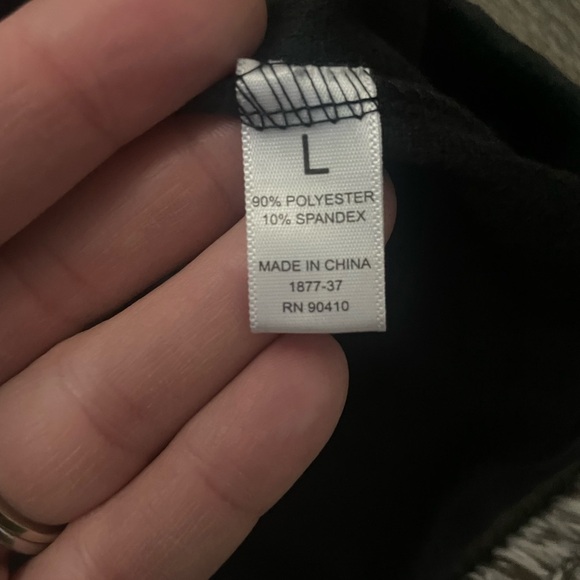 L
90% POLYESTER
10% SPANDEX
MADE IN CHINA
1877-37
RN 90410